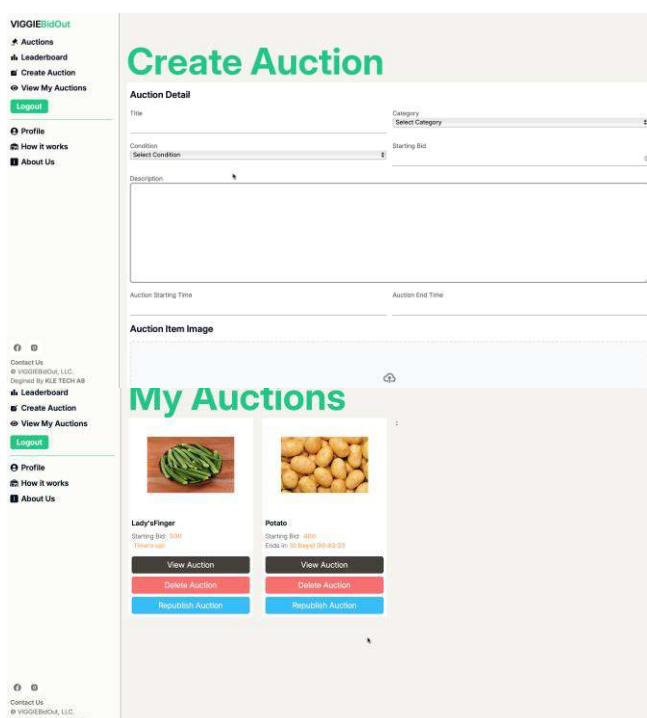 VIGGIEBidOut
Auctions
Leaderboard
Create Auction
View My Auctions
Logout
Profile
How it works
About Us
Contact Us
© VIGGIEBidOut, LLC.
Degined By KLE TECH AB
Create Auction
Auction Detail
Title
Category
Select Category
Condition
Select Condition
Starting Bid
Description
Auction Starting Time
Auction End Time
Auction Item Image
Leaderboard
Create Auction
View My Auctions
Logout
Profile
How it works
About Us
Contact Us
© VIGGIEBidOut, LLC.
My Auctions
:
Lady'sFinger
Starting Bid: 500
Time's up!
View Auction
Delete Auction
Republish Auction
Potato
Starting Bid: 400
Ends In:
View Auction
Delete Auction
Republish Auction